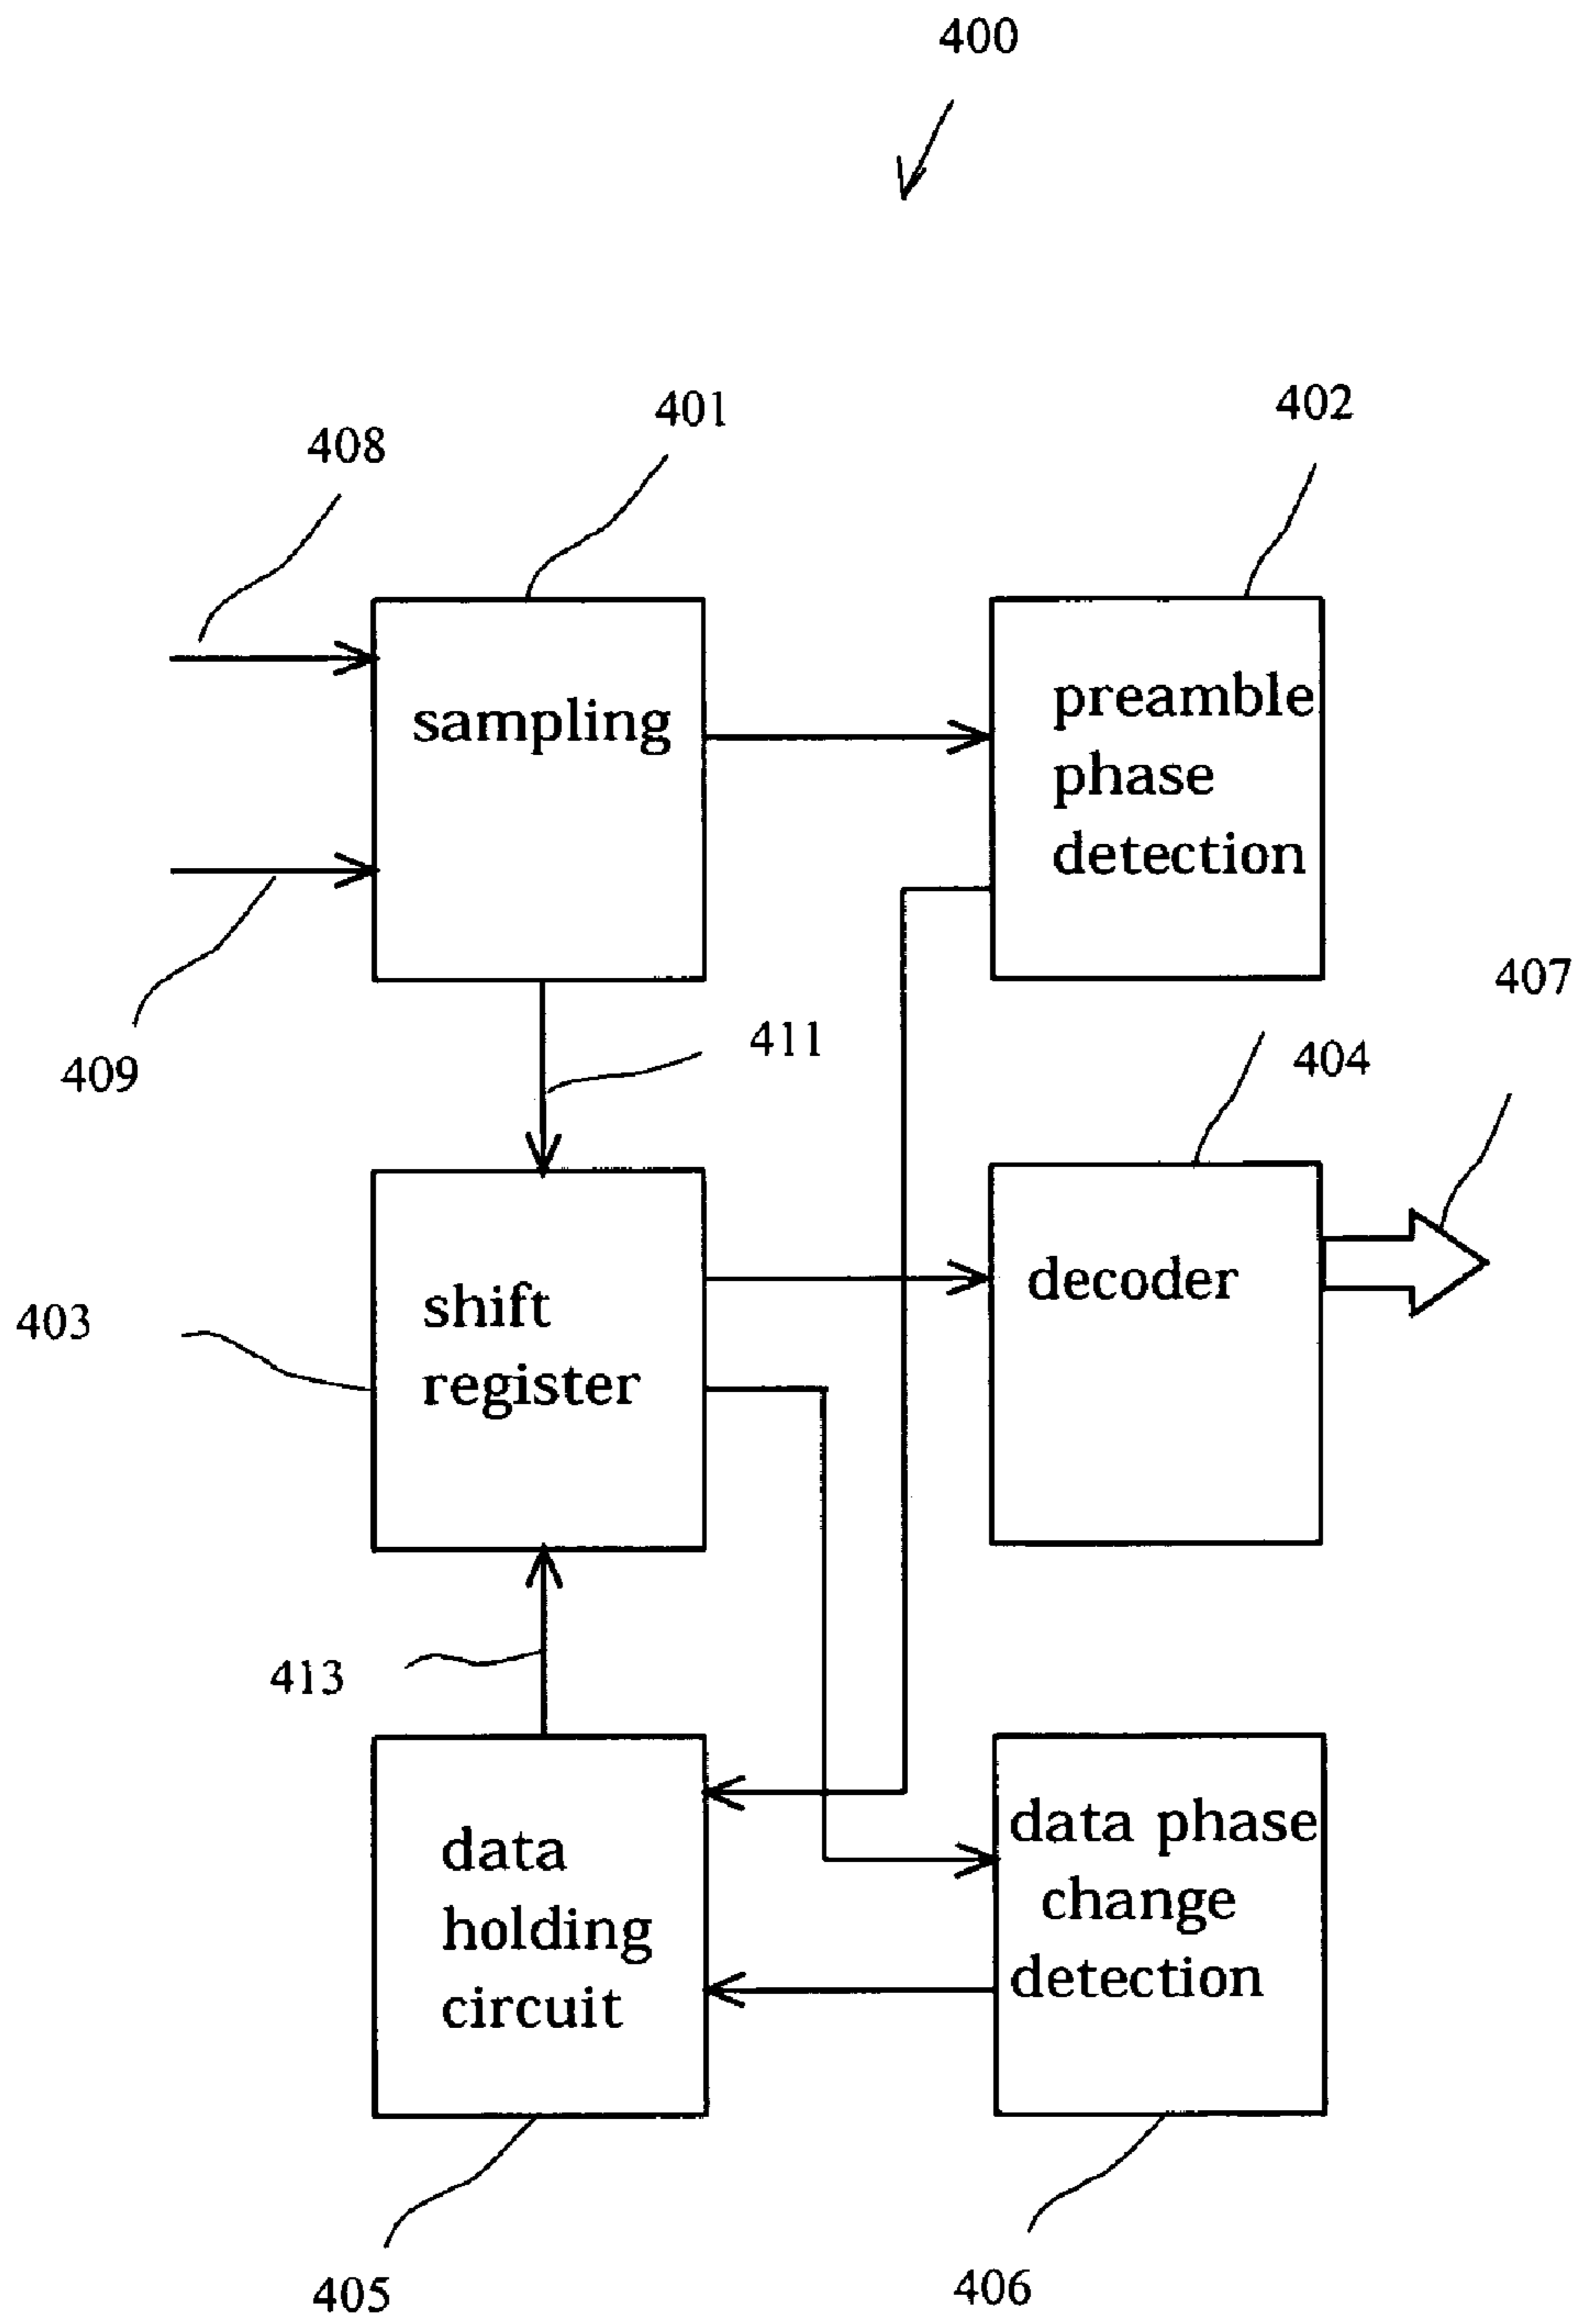 400
401
402
408
sampling
preamble
phase
detection
409
411
407
404
shift
register
decoder
403
413
data
holding
circuit
data phase
change
detection
405
406